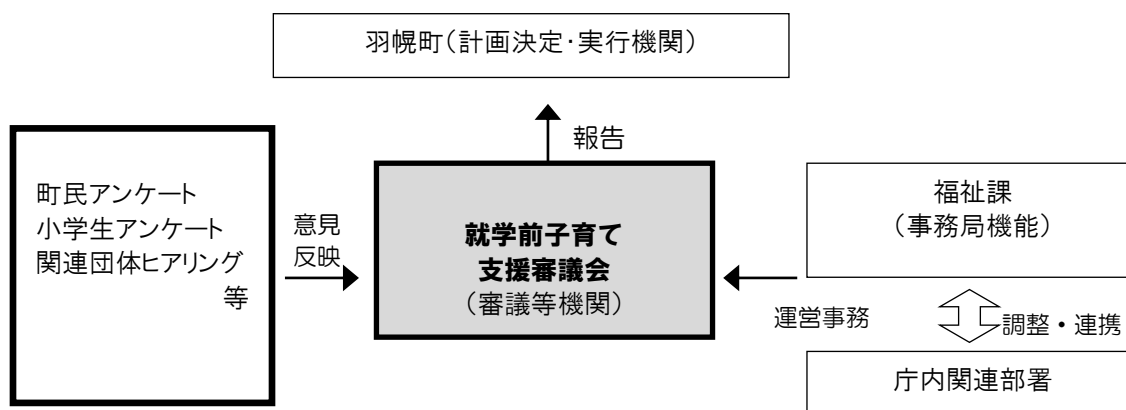 羽幌町（計画決定・実行機関）
報告
町民アンケート
小学生アンケート
関連団体ヒアリング
等
意見
反映
就学前子育て
支援審議会
（審議等機関）
福祉課
（事務局機能）
運営事務
調整・連携
庁内関連部署